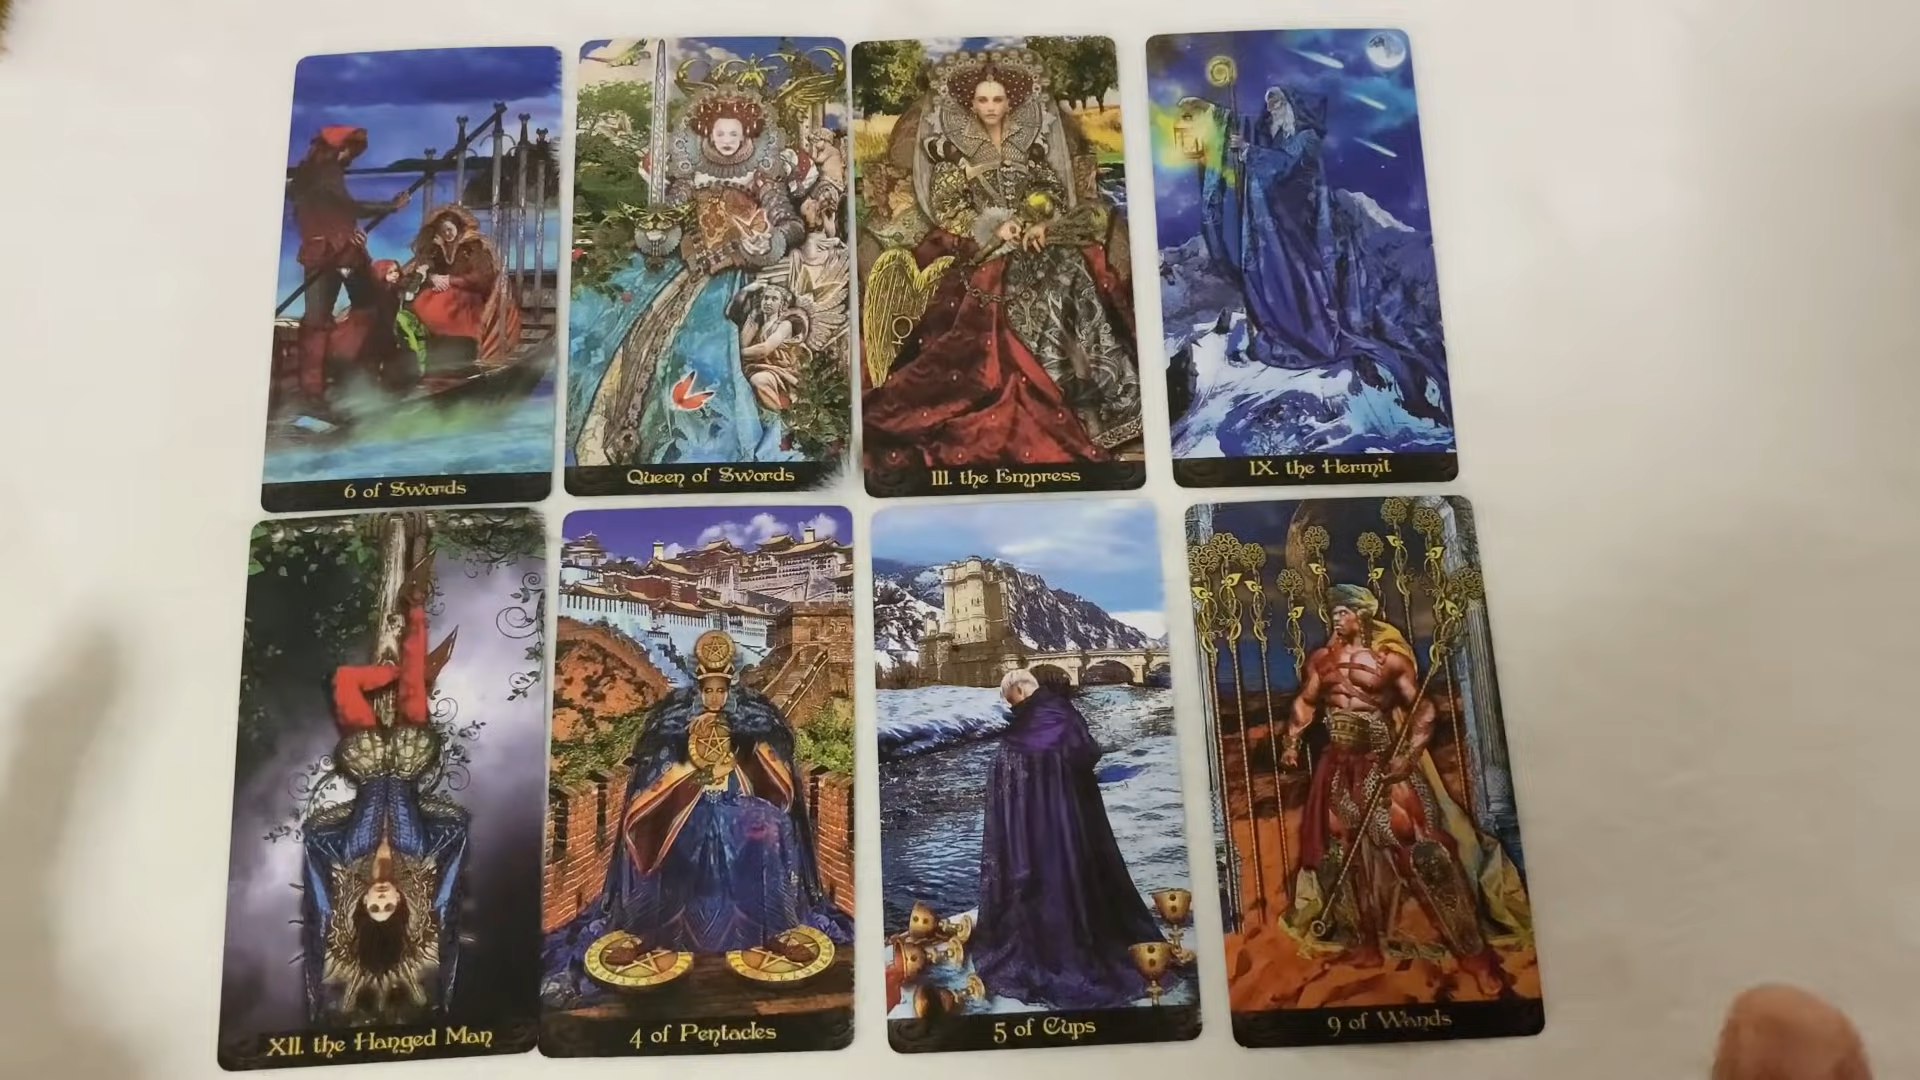 6 of Swords
Queen of Swords
III. the Empress
IX. the Hermit
XII. the Hanged Man
4 of Pentacles
5 of Cups
9 of Wands